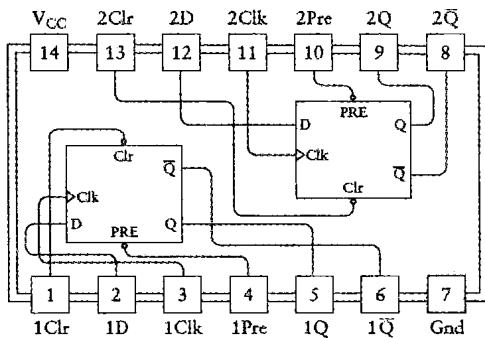 V_CC 2Clr 2D 2Clk 2Pre 2Q 2Q̅
14 13 12 11 10 9 8
PRE
D Q
Clk
Q̅
Clr
Clr
Q̅
Clk
D Q
PRE
1 2 3 4 5 6 7
1Clr 1D 1Clk 1Pre 1Q 1Q̅ Gnd